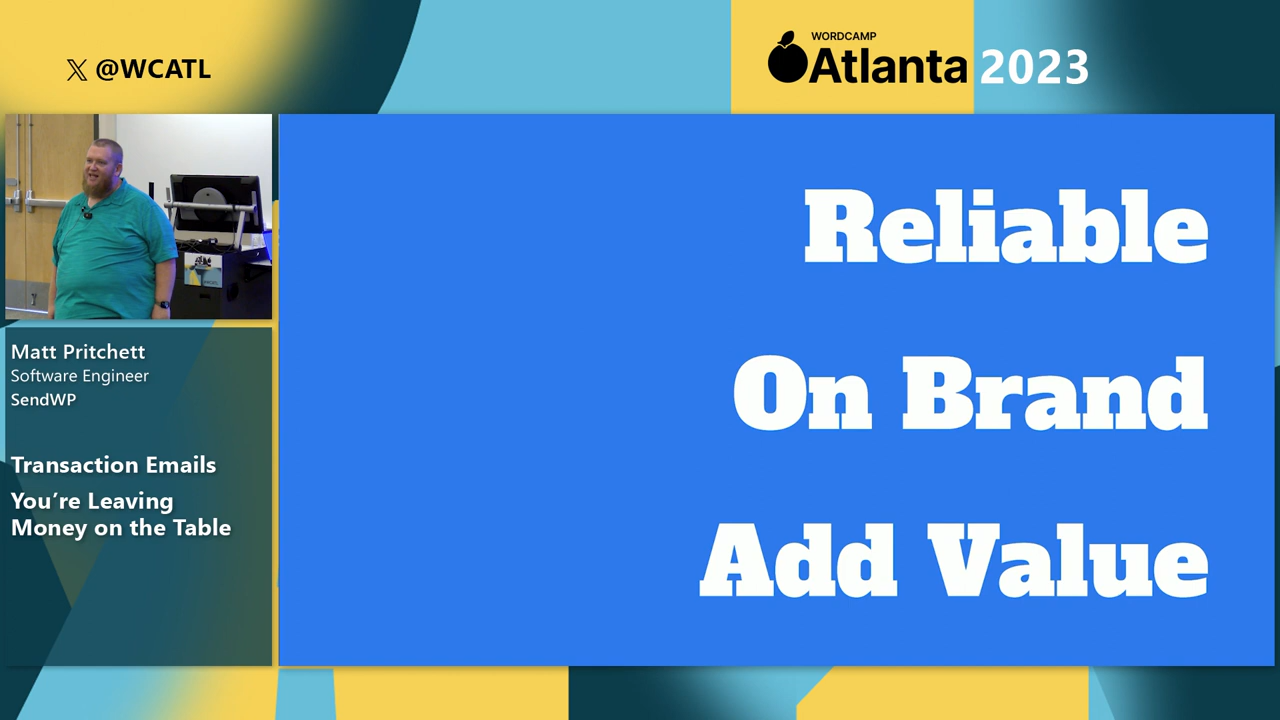 𝕏 @WCATL
WORDCAMP
Atlanta 2023
Matt Pritchett
Software Engineer
SendWP
Transaction Emails
You're Leaving
Money on the Table
Reliable
On Brand
Add Value